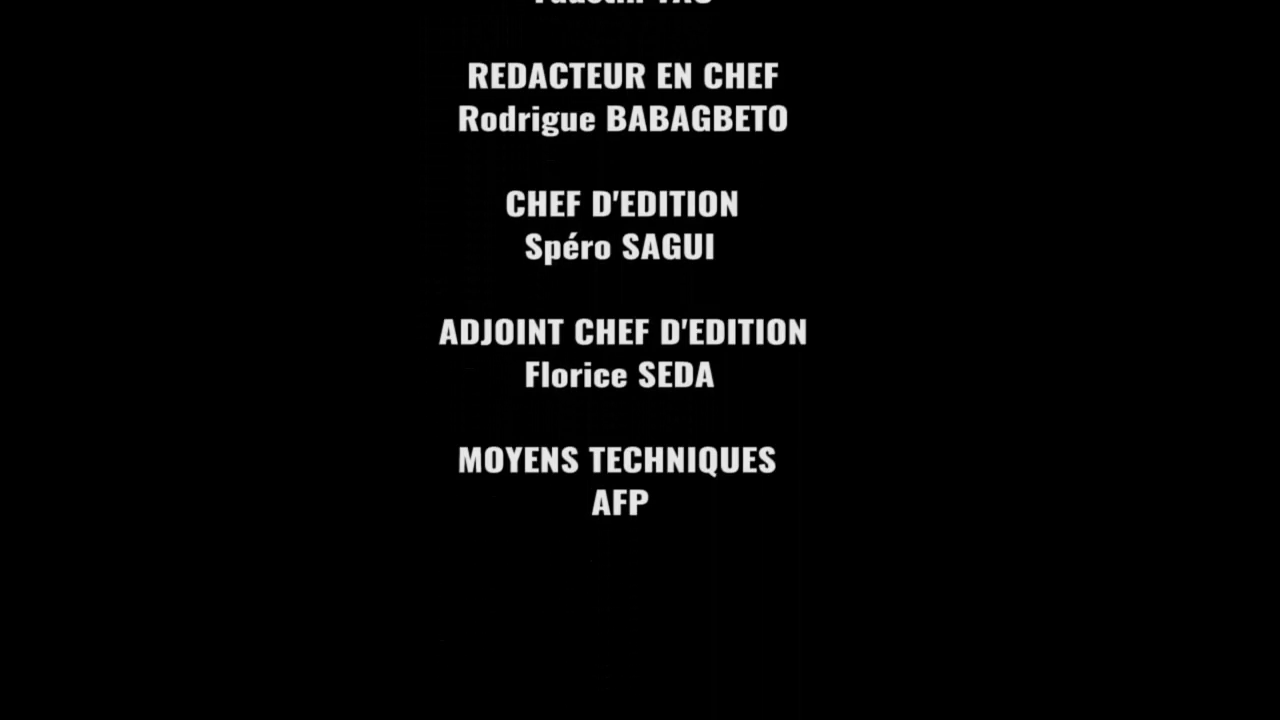 REDACTEUR EN CHEF
Rodrigue BABAGBETO
CHEF D'EDITION
Spéro SAGUI
ADJOINT CHEF D'EDITION
Florice SEDA
MOYENS TECHNIQUES
AFP